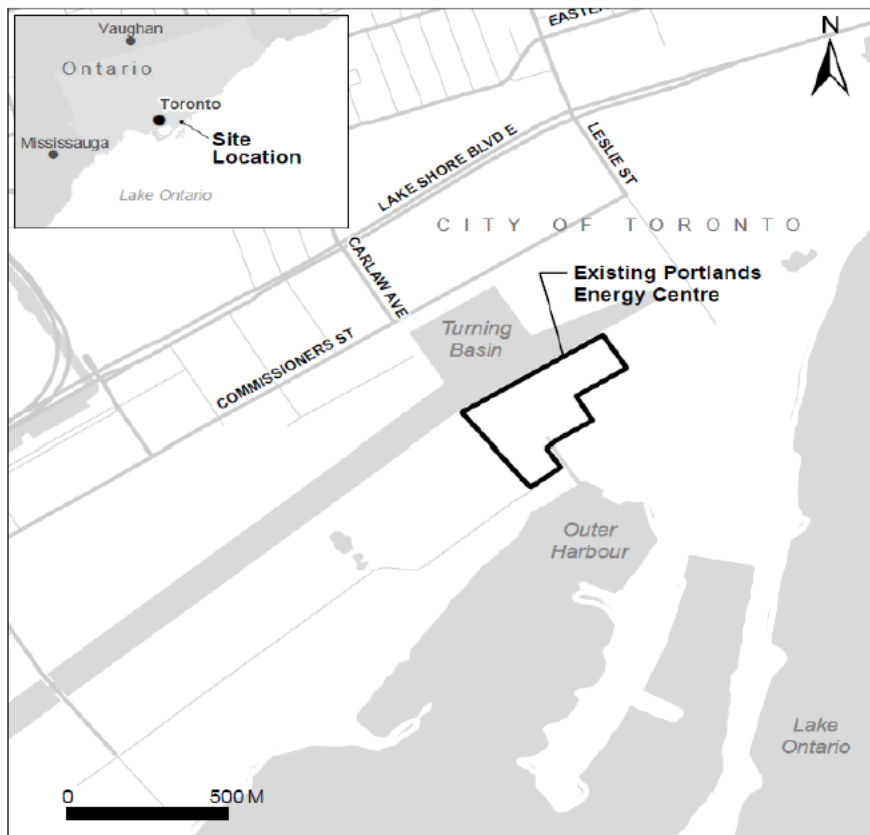 Vaughan
Ontario
Toronto
Site
Location
Mississauga
Lake Ontario
N
LAKE SHORE BLVD E
LESLIE ST
CITY OF TORONTO
CARLAW AVE
Existing Portlands
Energy Centre
Turning
Basin
COMMISSIONERS ST
Outer
Harbour
Lake
Ontario
0 500 M